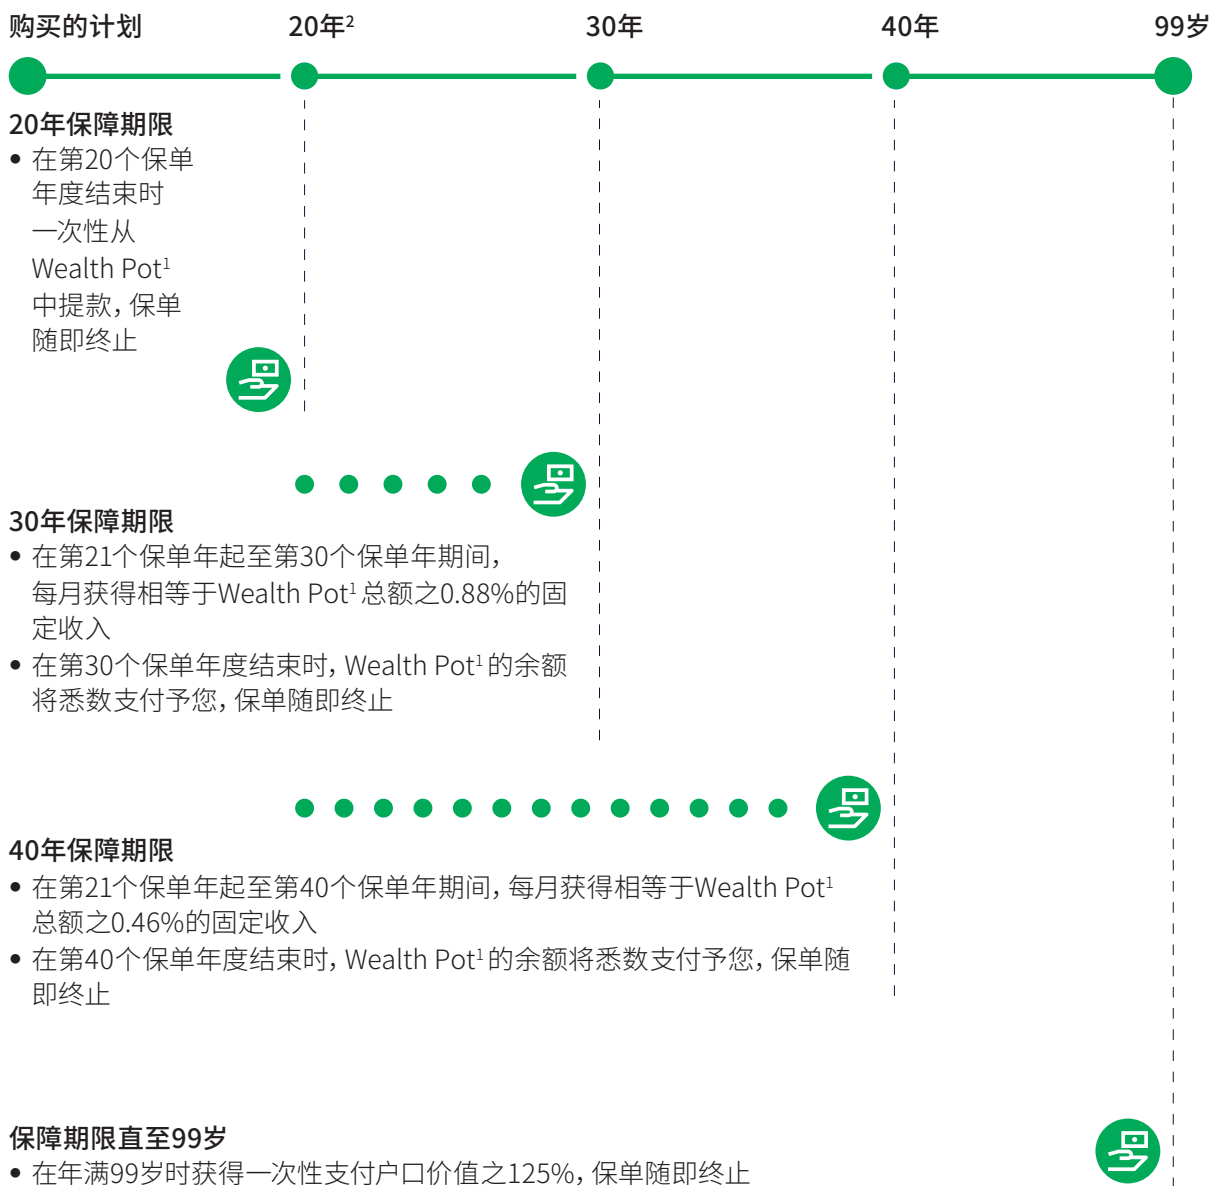 购买的计划 20年² 30年 40年 99岁
20年保障期限
• 在第20个保单
年度结束时
一次性从
Wealth Pot¹
中提款，保单
随即终止
30年保障期限
• 在第21个保单年起至第30个保单年期间，
每月获得相等于Wealth Pot¹ 总额之0.88%的固
定收入
• 在第30个保单年度结束时，Wealth Pot¹ 的余额
将悉数支付予您，保单随即终止
40年保障期限
• 在第21个保单年起至第40个保单年期间，每月获得相等于Wealth Pot¹
总额之0.46%的固定收入
• 在第40个保单年度结束时，Wealth Pot¹ 的余额将悉数支付予您，保单随
即终止
保障期限直至99岁
• 在年满99岁时获得一次性支付户口价值之125%，保单随即终止